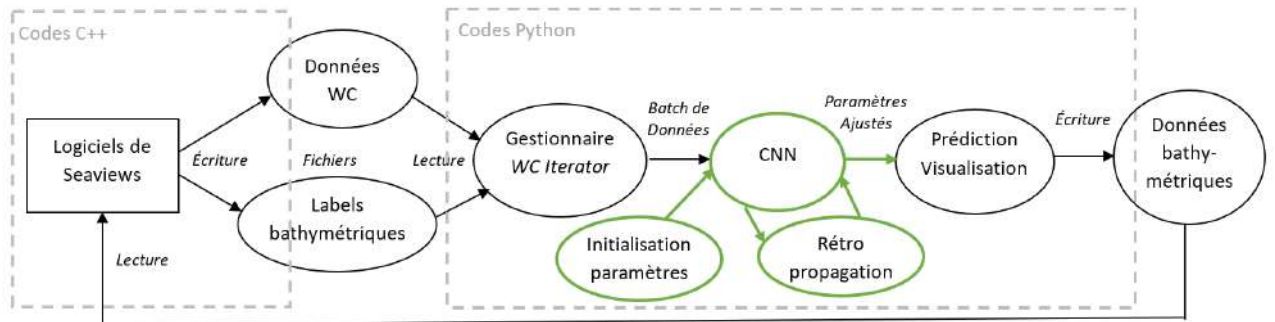 Codes C++
Codes Python
Données
WC
Logiciels de
Seaviews
Écriture
Fichiers
Lecture
Labels
bathymétriques
Lecture
Gestionnaire
WC Iterator
Batch de
Données
CNN
Initialisation
paramètres
Rétro
propagation
Paramètres
Ajustés
Prédiction
Visualisation
Écriture
Données
bathy-
métriques